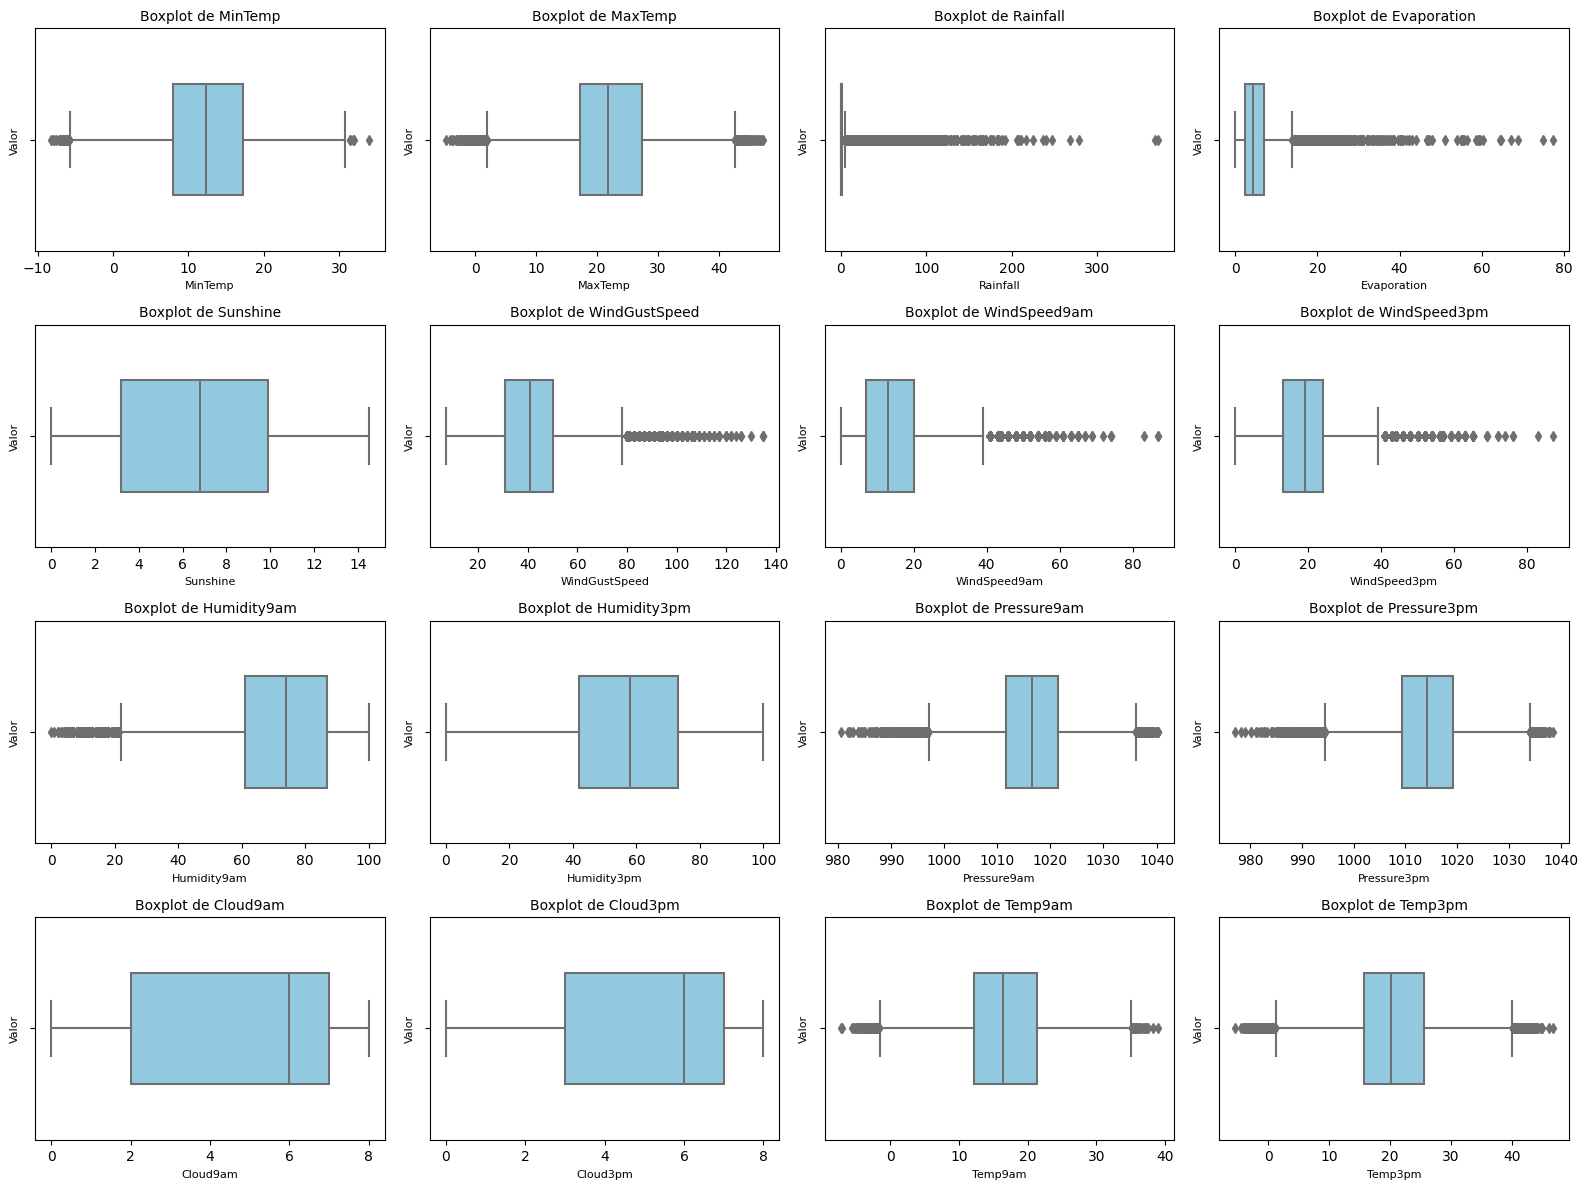 Boxplot de MinTemp
Valor
−10 0 10 20 30
MinTemp
Boxplot de MaxTemp
Valor
0 10 20 30 40
MaxTemp
Boxplot de Rainfall
Valor
0 100 200 300
Rainfall
Boxplot de Evaporation
Valor
0 20 40 60 80
Evaporation
Boxplot de Sunshine
Valor
0 2 4 6 8 10 12 14
Sunshine
Boxplot de WindGustSpeed
Valor
20 40 60 80 100 120 140
WindGustSpeed
Boxplot de WindSpeed9am
Valor
0 20 40 60 80
WindSpeed9am
Boxplot de WindSpeed3pm
Valor
0 20 40 60 80
WindSpeed3pm
Boxplot de Humidity9am
Valor
0 20 40 60 80 100
Humidity9am
Boxplot de Humidity3pm
Valor
0 20 40 60 80 100
Humidity3pm
Boxplot de Pressure9am
Valor
980 990 1000 1010 1020 1030 1040
Pressure9am
Boxplot de Pressure3pm
Valor
980 990 1000 1010 1020 1030 1040
Pressure3pm
Boxplot de Cloud9am
Valor
0 2 4 6 8
Cloud9am
Boxplot de Cloud3pm
Valor
0 2 4 6 8
Cloud3pm
Boxplot de Temp9am
Valor
0 10 20 30 40
Temp9am
Boxplot de Temp3pm
Valor
0 10 20 30 40
Temp3pm